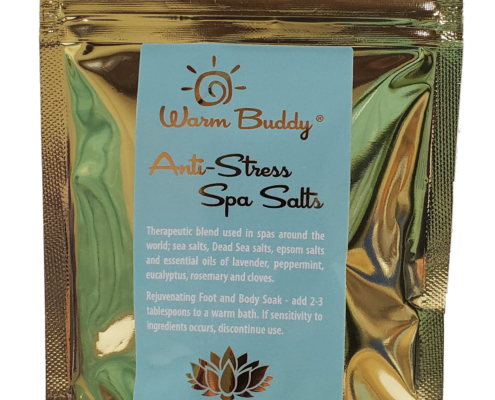 Warm Buddy®
Anti-Stress
Spa Salts
Therapeutic blend used in spas around the
world; sea salts, Dead Sea salts, epsom salts
and essential oils of lavender, peppermint,
eucalyptus, rosemary and cloves.
Rejuvenating Foot and Body Soak - add 2-3
tablespoons to a warm bath. If sensitivity to
ingredients occurs, discontinue use.